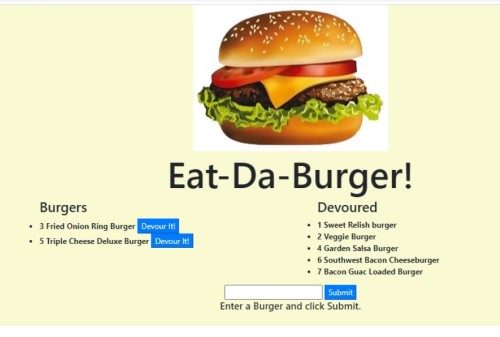 Eat-Da-Burger!
Burgers
3 Fried Onion Ring Burger Devour It!
5 Triple Cheese Deluxe Burger Devour It!
Devoured
1 Sweet Relish burger
2 Veggie Burger
4 Garden Salsa Burger
6 Southwest Bacon Cheeseburger
7 Bacon Guac Loaded Burger
Submit
Enter a Burger and click Submit.